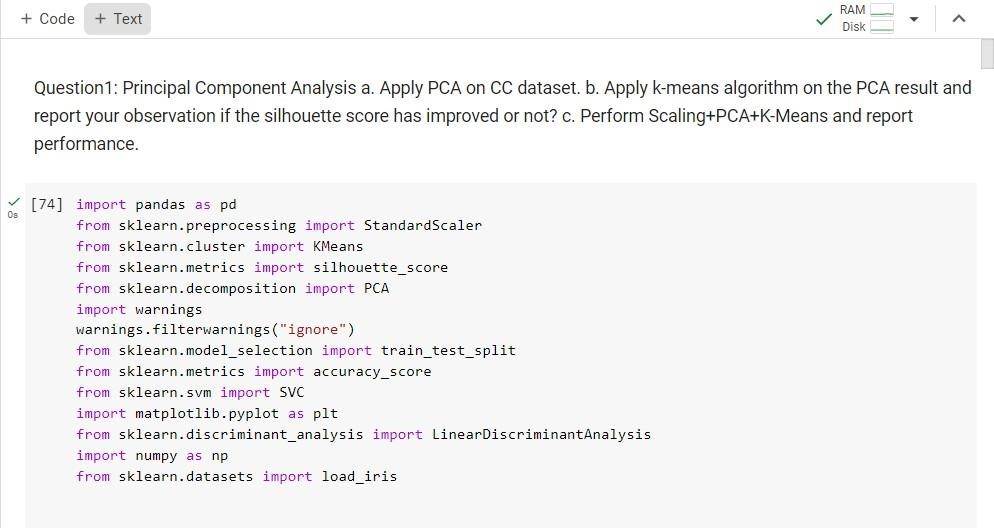 + Code + Text
RAM
Disk
Question1: Principal Component Analysis a. Apply PCA on CC dataset. b. Apply k-means algorithm on the PCA result and
report your observation if the silhouette score has improved or not? c. Perform Scaling+PCA+K-Means and report
performance.
[74] import pandas as pd
0s
from sklearn.preprocessing import StandardScaler
from sklearn.cluster import KMeans
from sklearn.metrics import silhouette_score
from sklearn.decomposition import PCA
import warnings
warnings.filterwarnings("ignore")
from sklearn.model_selection import train_test_split
from sklearn.metrics import accuracy_score
from sklearn.svm import SVC
import matplotlib.pyplot as plt
from sklearn.discriminant_analysis import LinearDiscriminantAnalysis
import numpy as np
from sklearn.datasets import load_iris